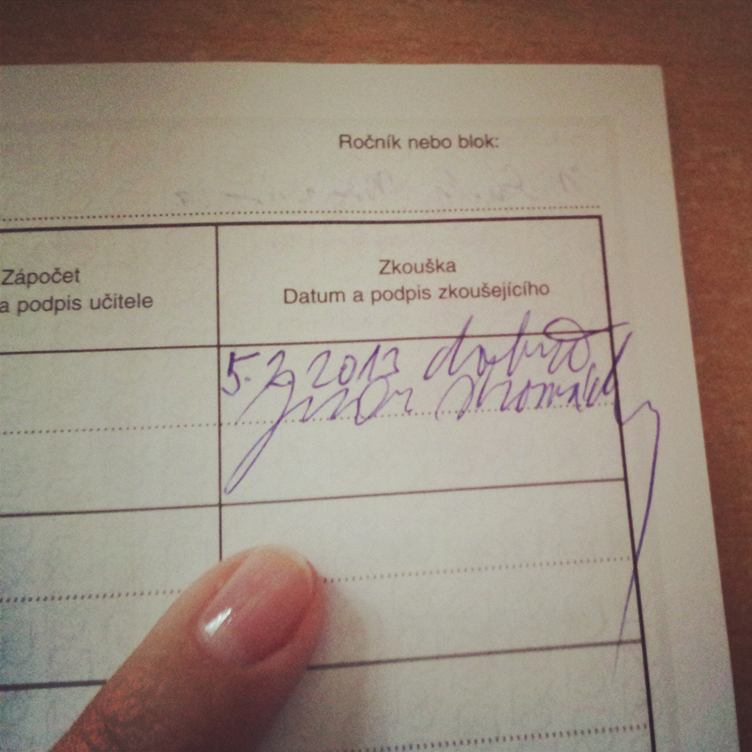 Ročník nebo blok:
Zápočet
a podpis učitele
Zkouška
Datum a podpis zkoušejícího
5. 2. 2013 dobře